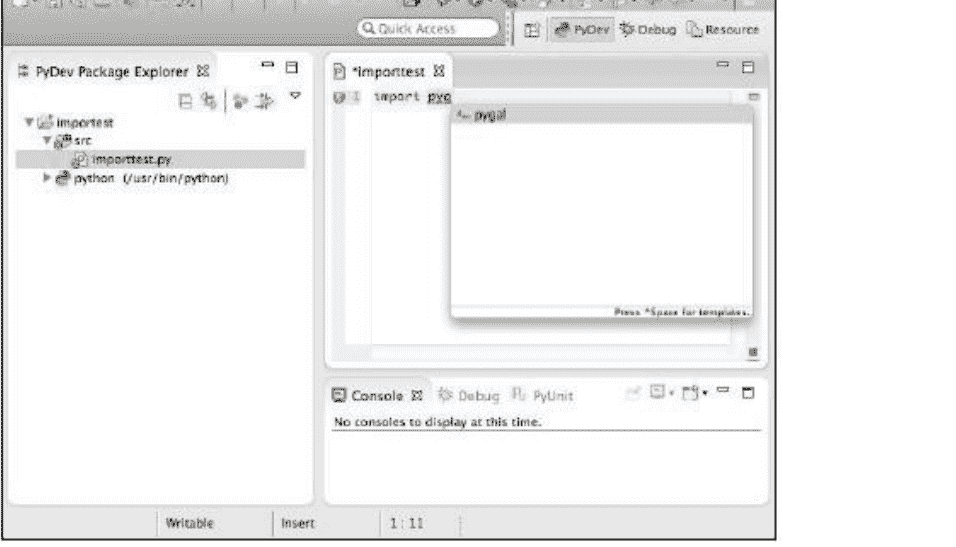 Quick Access
PyDev
Debug
Resource
PyDev Package Explorer
importest
src
importtest.py
python (/usr/bin/python)
*importtest
1 import pyg
pygal
Press ^Space for templates.
Console
Debug
PyUnit
No consoles to display at this time.
Writable
Insert
1 : 11